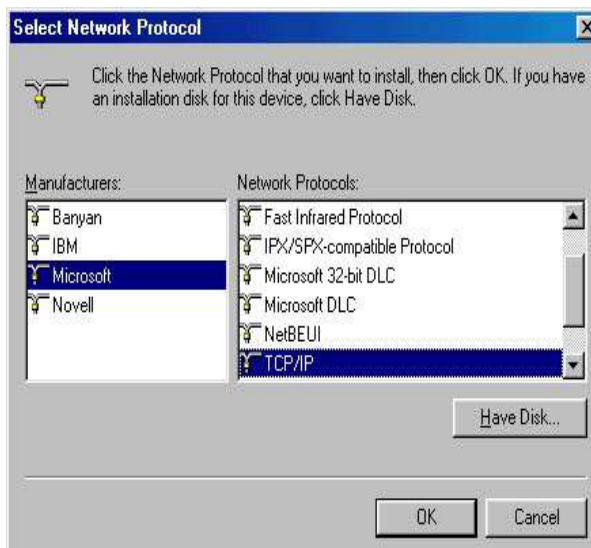 Select Network Protocol
Click the Network Protocol that you want to install, then click OK. If you have
an installation disk for this device, click Have Disk.
Manufacturers:
Banyan
IBM
Microsoft
Novell
Network Protocols:
Fast Infrared Protocol
IPX/SPX-compatible Protocol
Microsoft 32-bit DLC
Microsoft DLC
NetBEUI
TCP/IP
Have Disk...
OK
Cancel